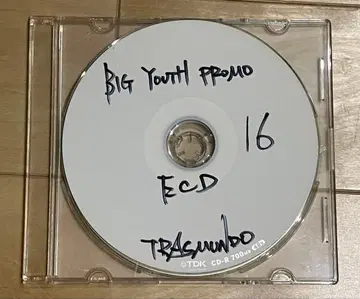 BIG YOUTH PROMO
16
ECD
TRASMUNDO
TDK CD-R 700MB